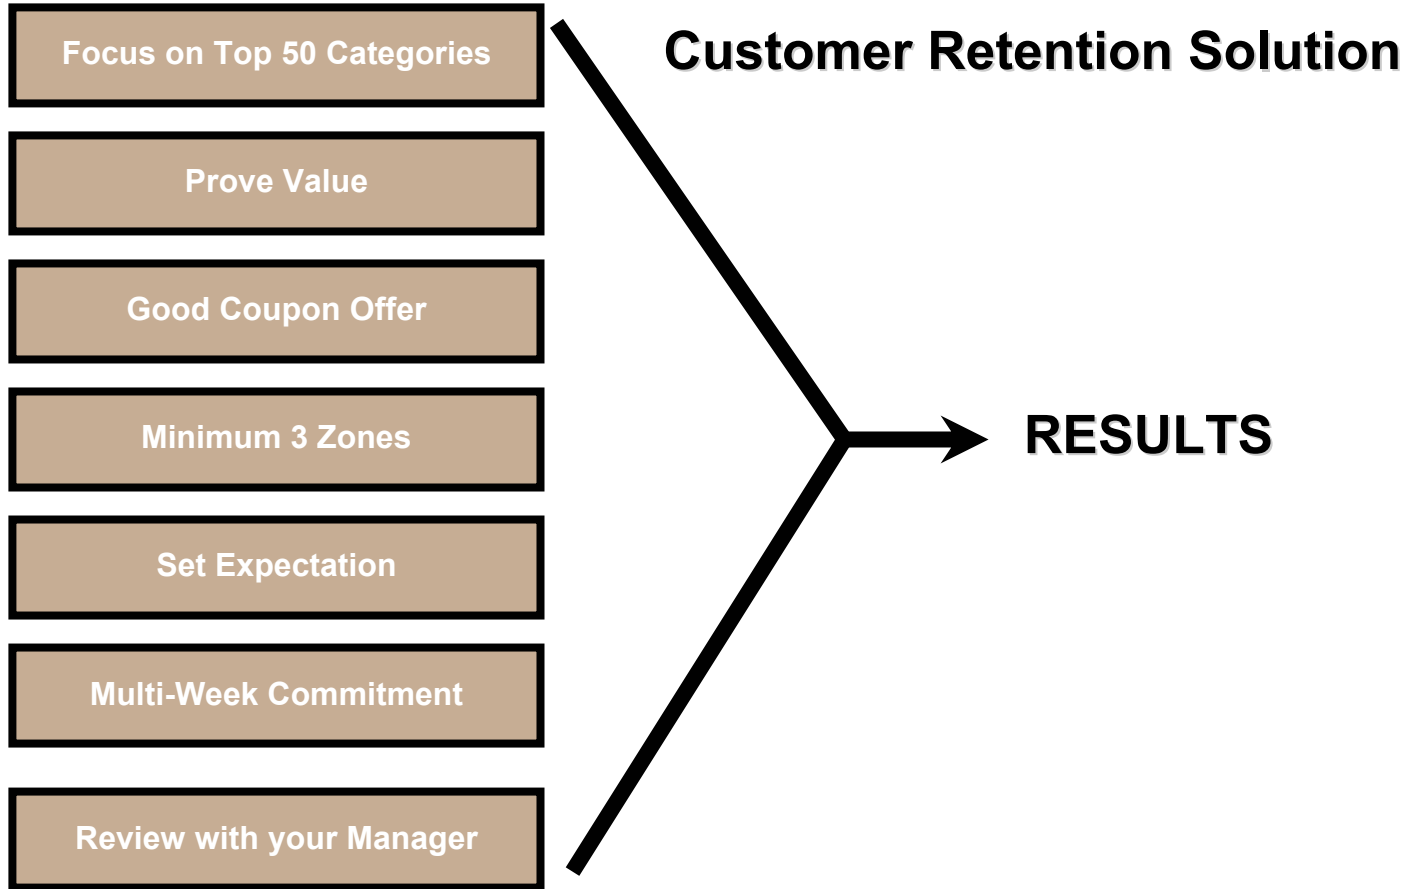 Customer Retention Solution
Focus on Top 50 Categories
Prove Value
Good Coupon Offer
Minimum 3 Zones
Set Expectation
Multi-Week Commitment
Review with your Manager
RESULTS